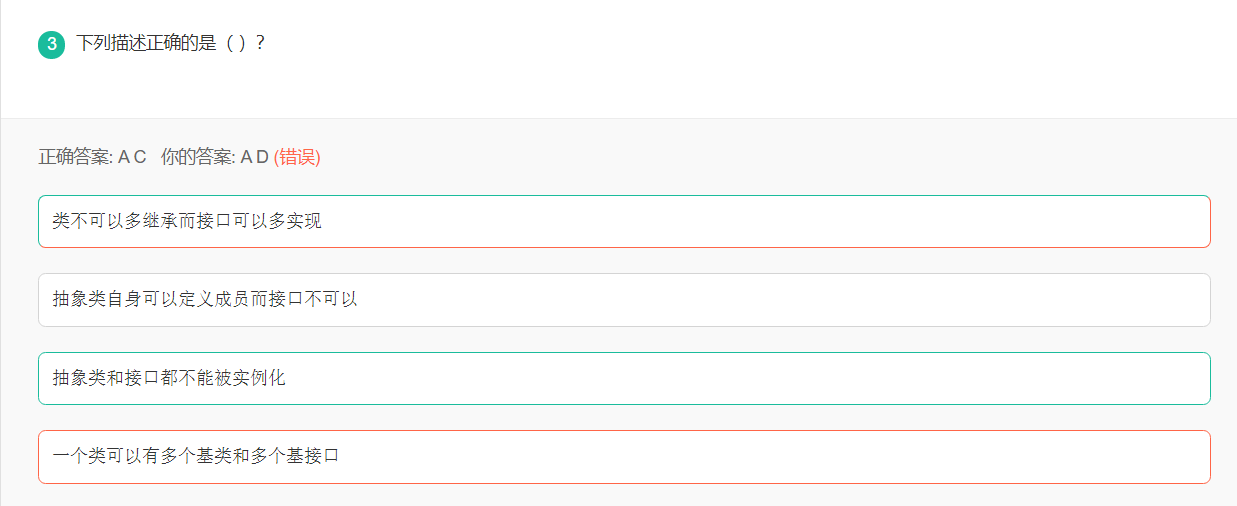 3 下列描述正确的是（ ）？
正确答案: A C 你的答案: A D (错误)
类不可以多继承而接口可以多实现
抽象类自身可以定义成员而接口不可以
抽象类和接口都不能被实例化
一个类可以有多个基类和多个基接口